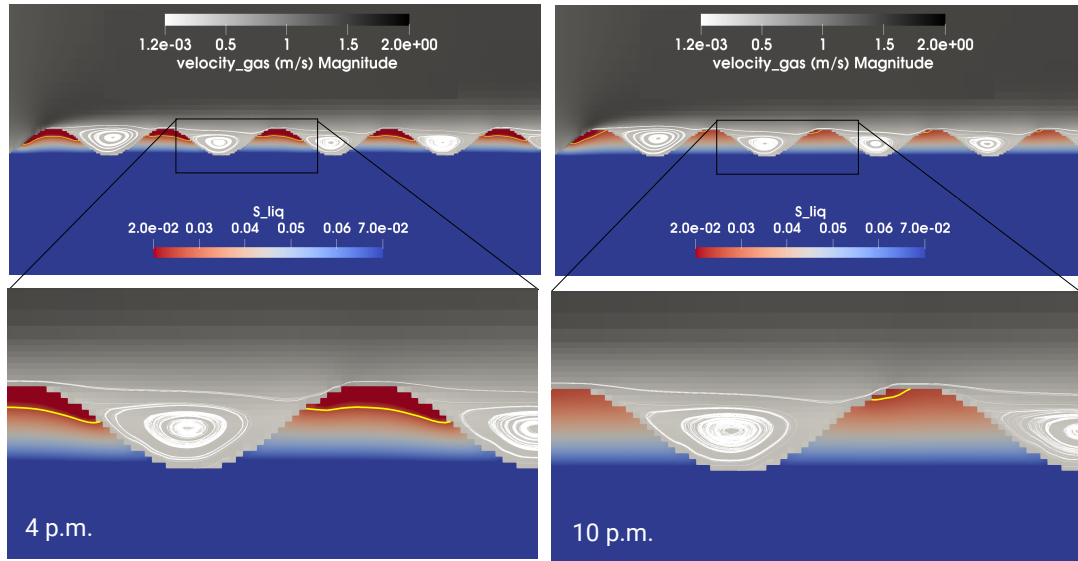 1.2e-03 0.5 1 1.5 2.0e+00
velocity_gas (m/s) Magnitude
S_liq
2.0e-02 0.03 0.04 0.05 0.06 7.0e-02
4 p.m.
1.2e-03 0.5 1 1.5 2.0e+00
velocity_gas (m/s) Magnitude
S_liq
2.0e-02 0.03 0.04 0.05 0.06 7.0e-02
10 p.m.